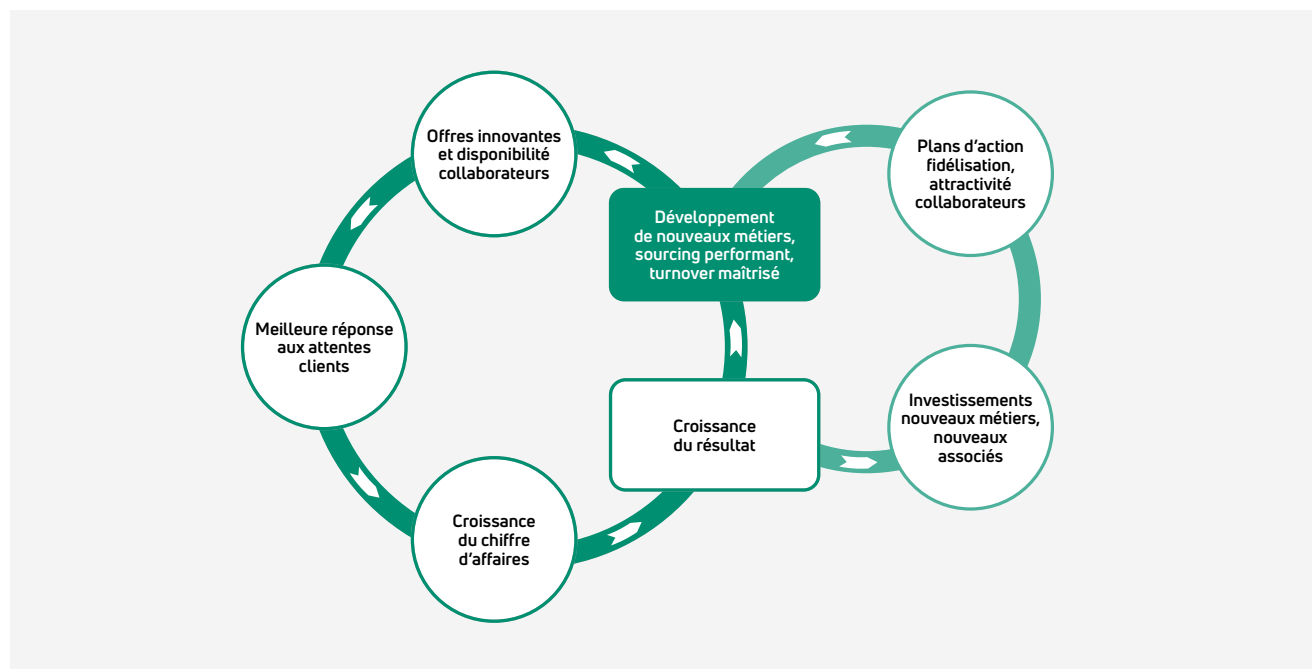 Offres innovantes
et disponibilité
collaborateurs
Plans d’action
fidélisation,
attractivité
collaborateurs
Développement
de nouveaux métiers,
sourcing performant,
turnover maîtrisé
Meilleure réponse
aux attentes
clients
Croissance
du résultat
Investissements
nouveaux métiers,
nouveaux
associés
Croissance
du chiffre
d’affaires